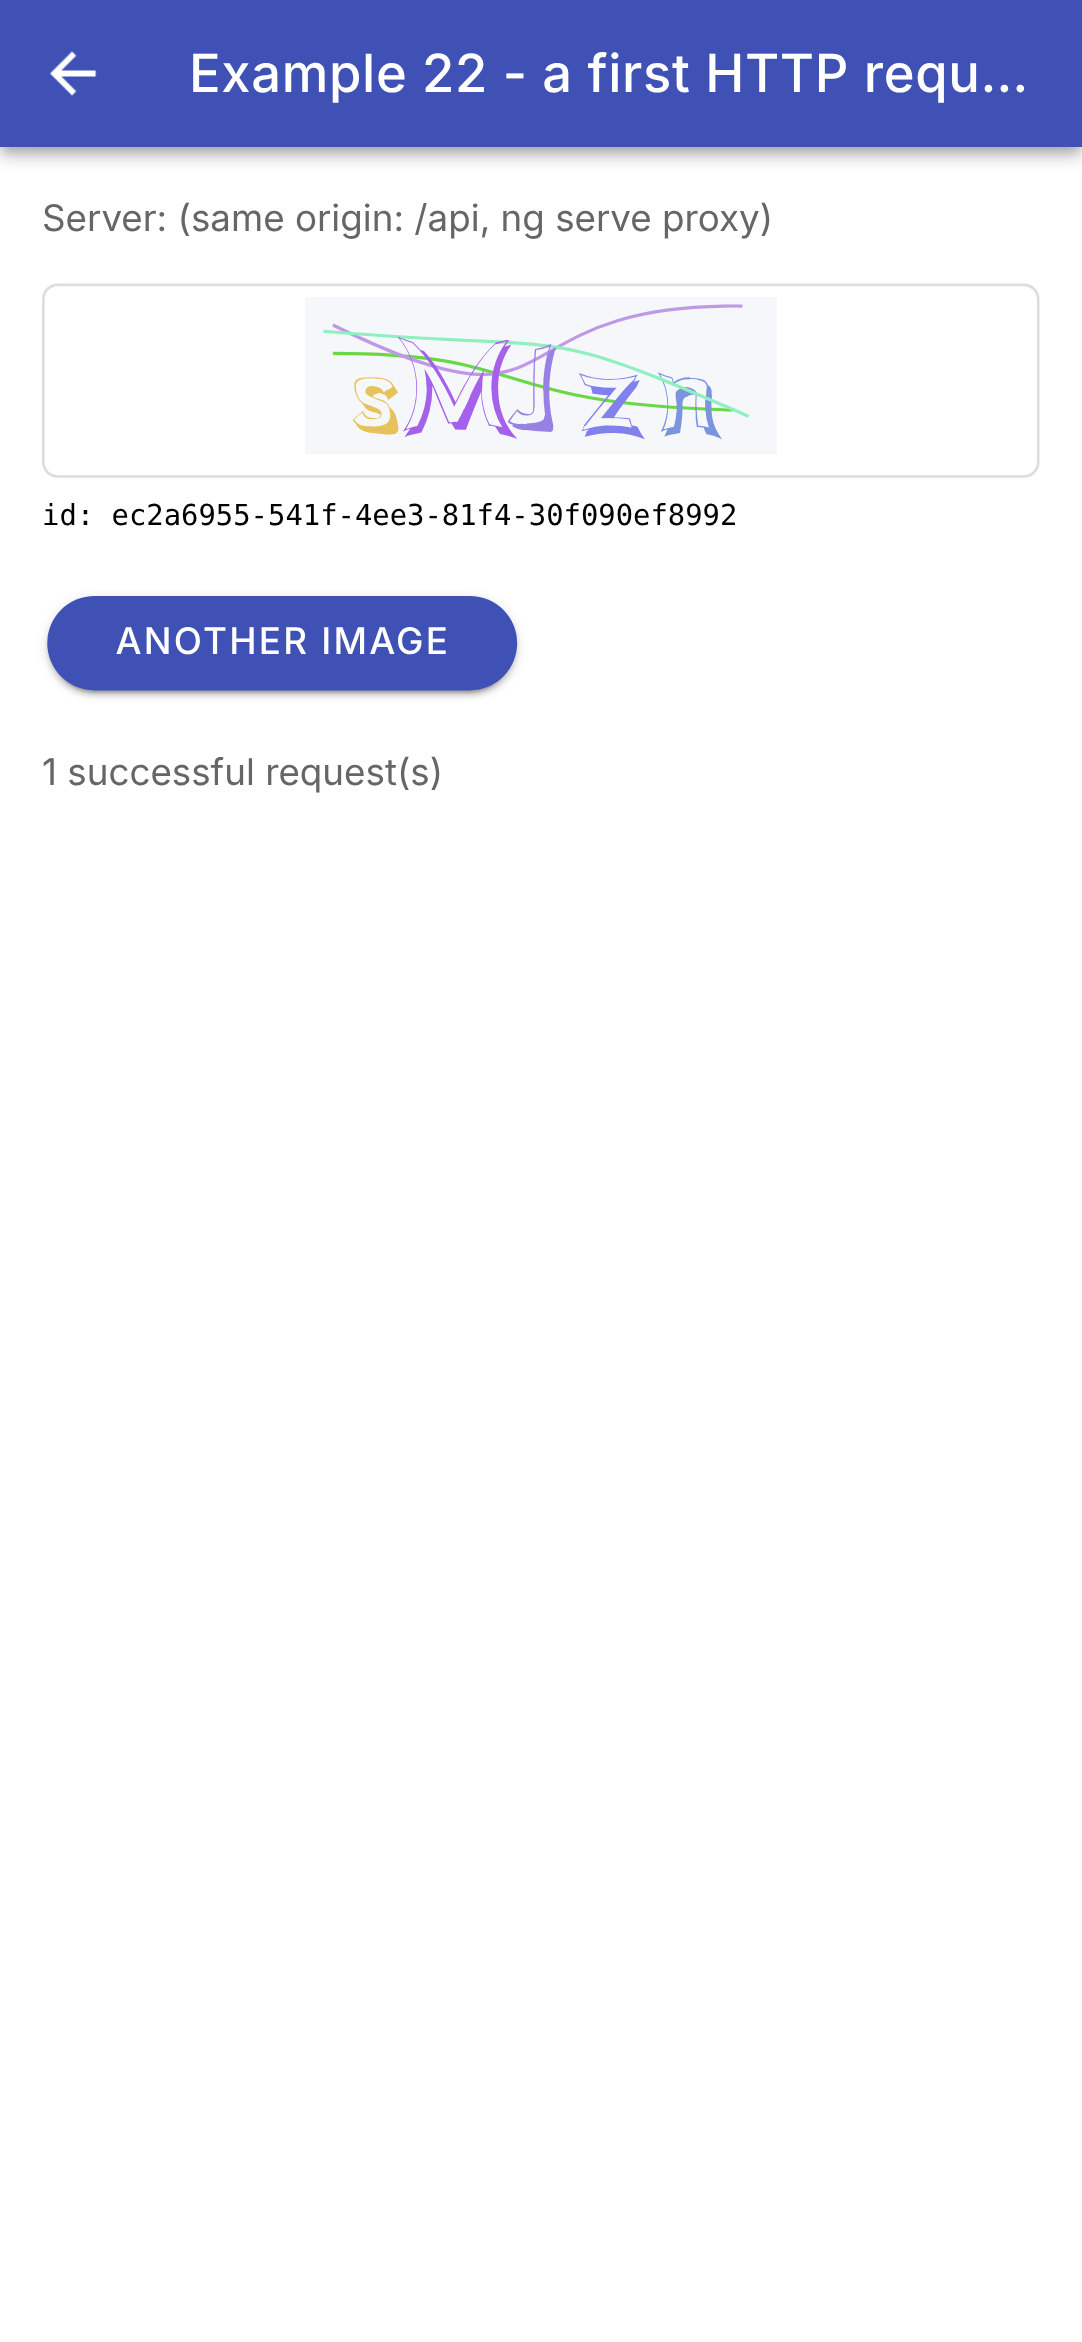 Example 22 - a first HTTP requ...
Server: (same origin: /api, ng serve proxy)
sMJzn
id: ec2a6955-541f-4ee3-81f4-30f090ef8992
ANOTHER IMAGE
1 successful request(s)